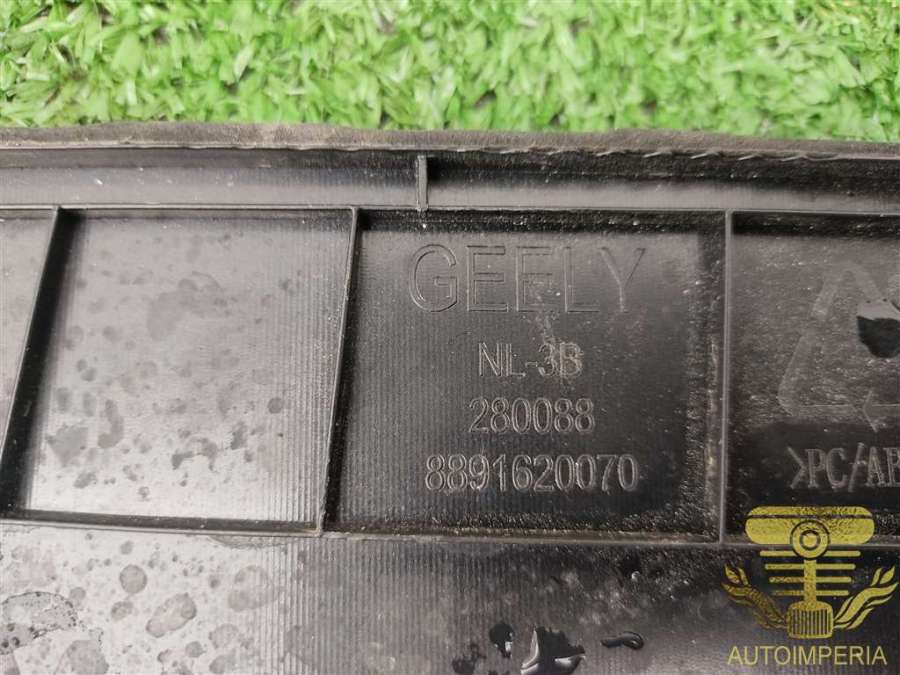 GEELY
NL-3B
280088
8891620070
>PC/AB
AUTOIMPERIA